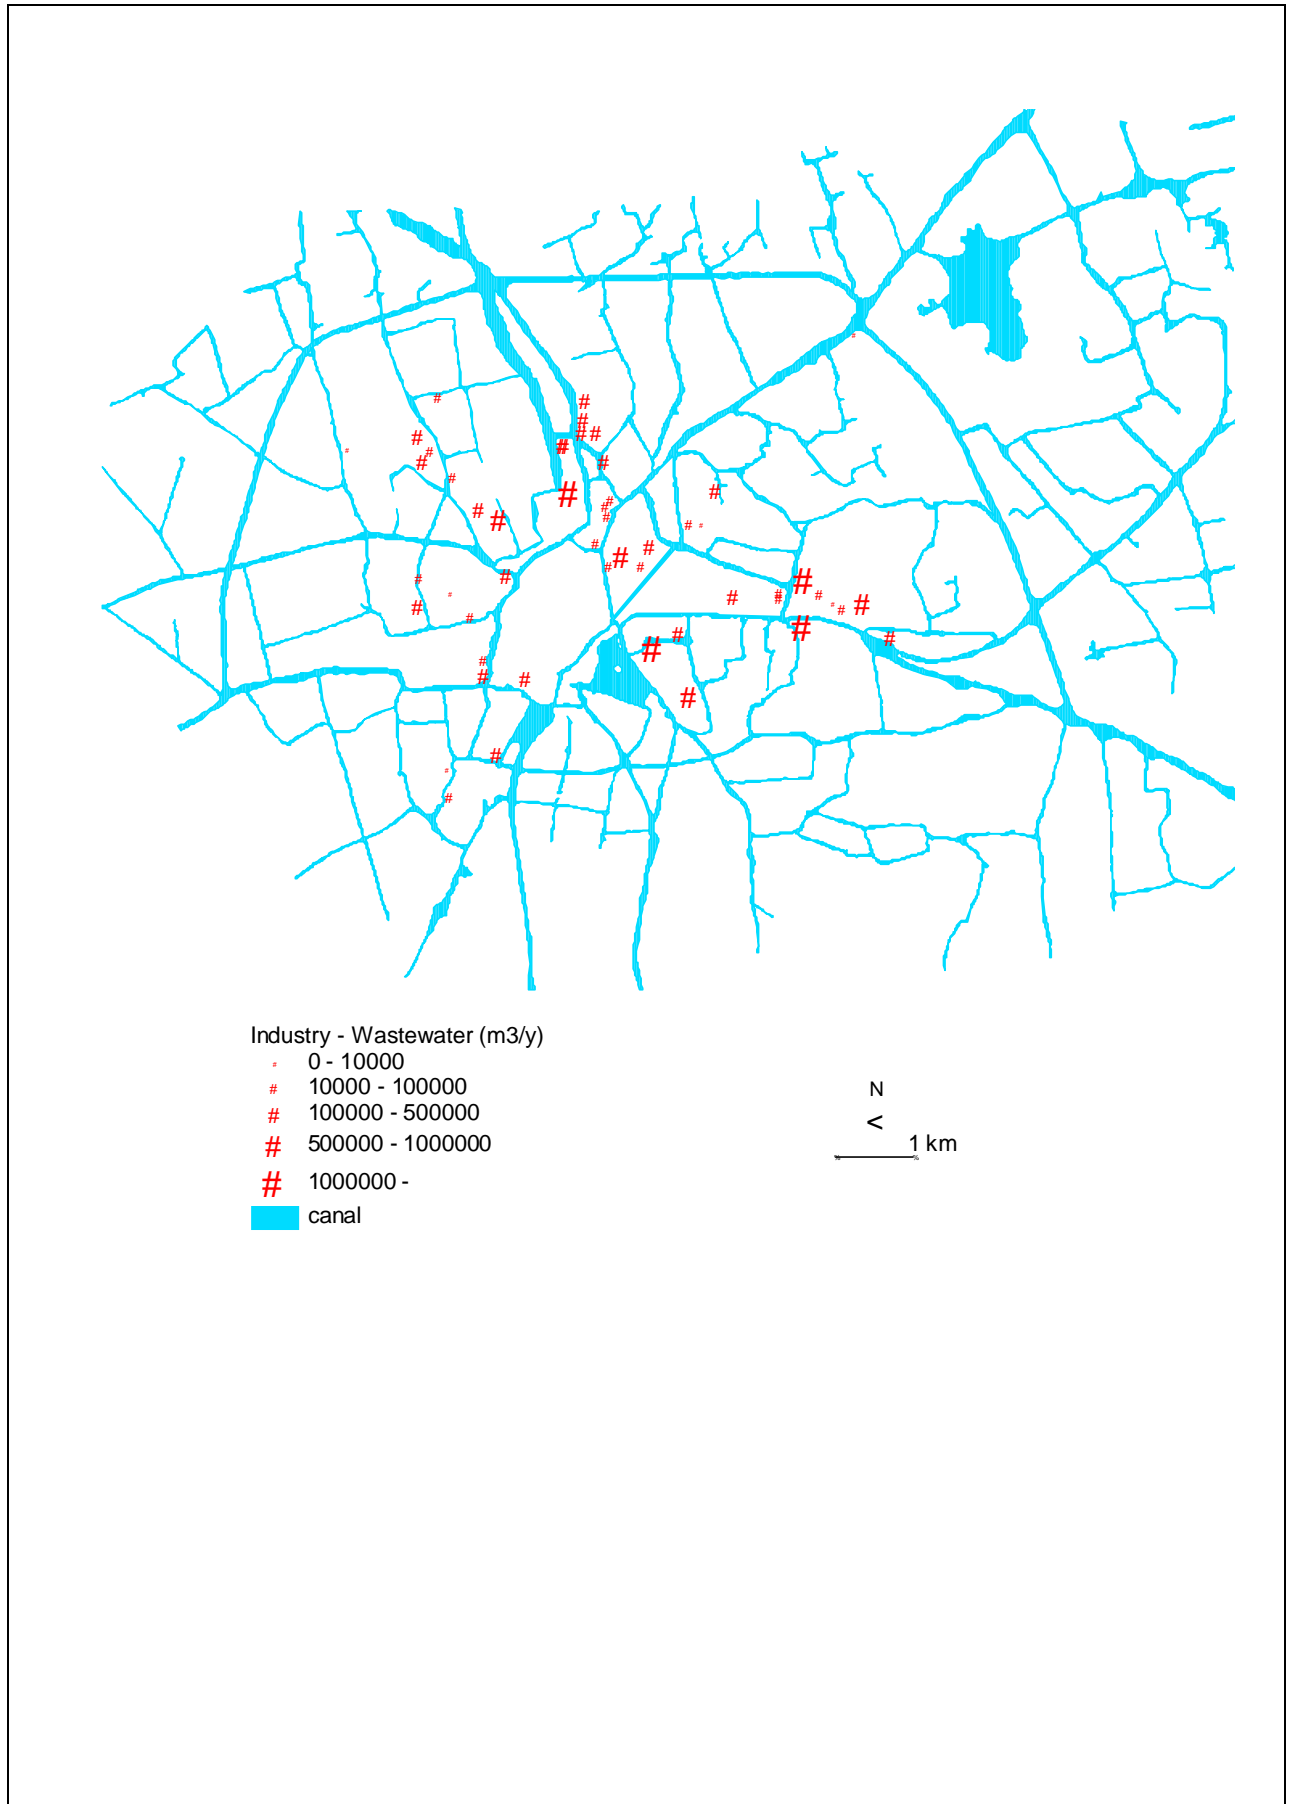 Industry - Wastewater (m3/y)
# 0 - 10000
# 10000 - 100000
# 100000 - 500000
# 500000 - 1000000
# 1000000 -
canal
N
<
1 km